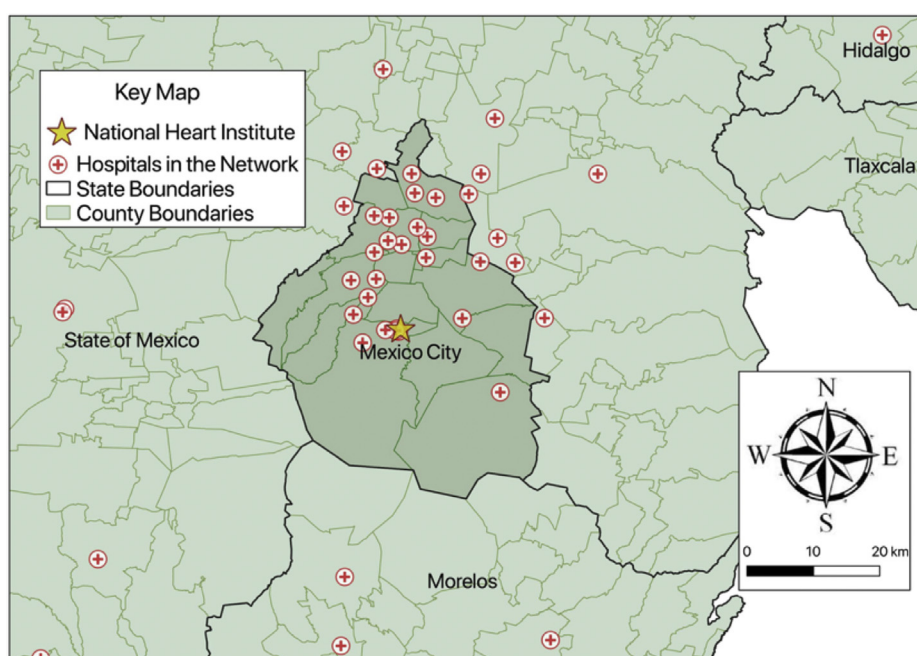 Key Map
National Heart Institute
Hospitals in the Network
State Boundaries
County Boundaries
Hidalgo
Tlaxcala
State of Mexico
Mexico City
Morelos
N
W E
S
0 10 20 km